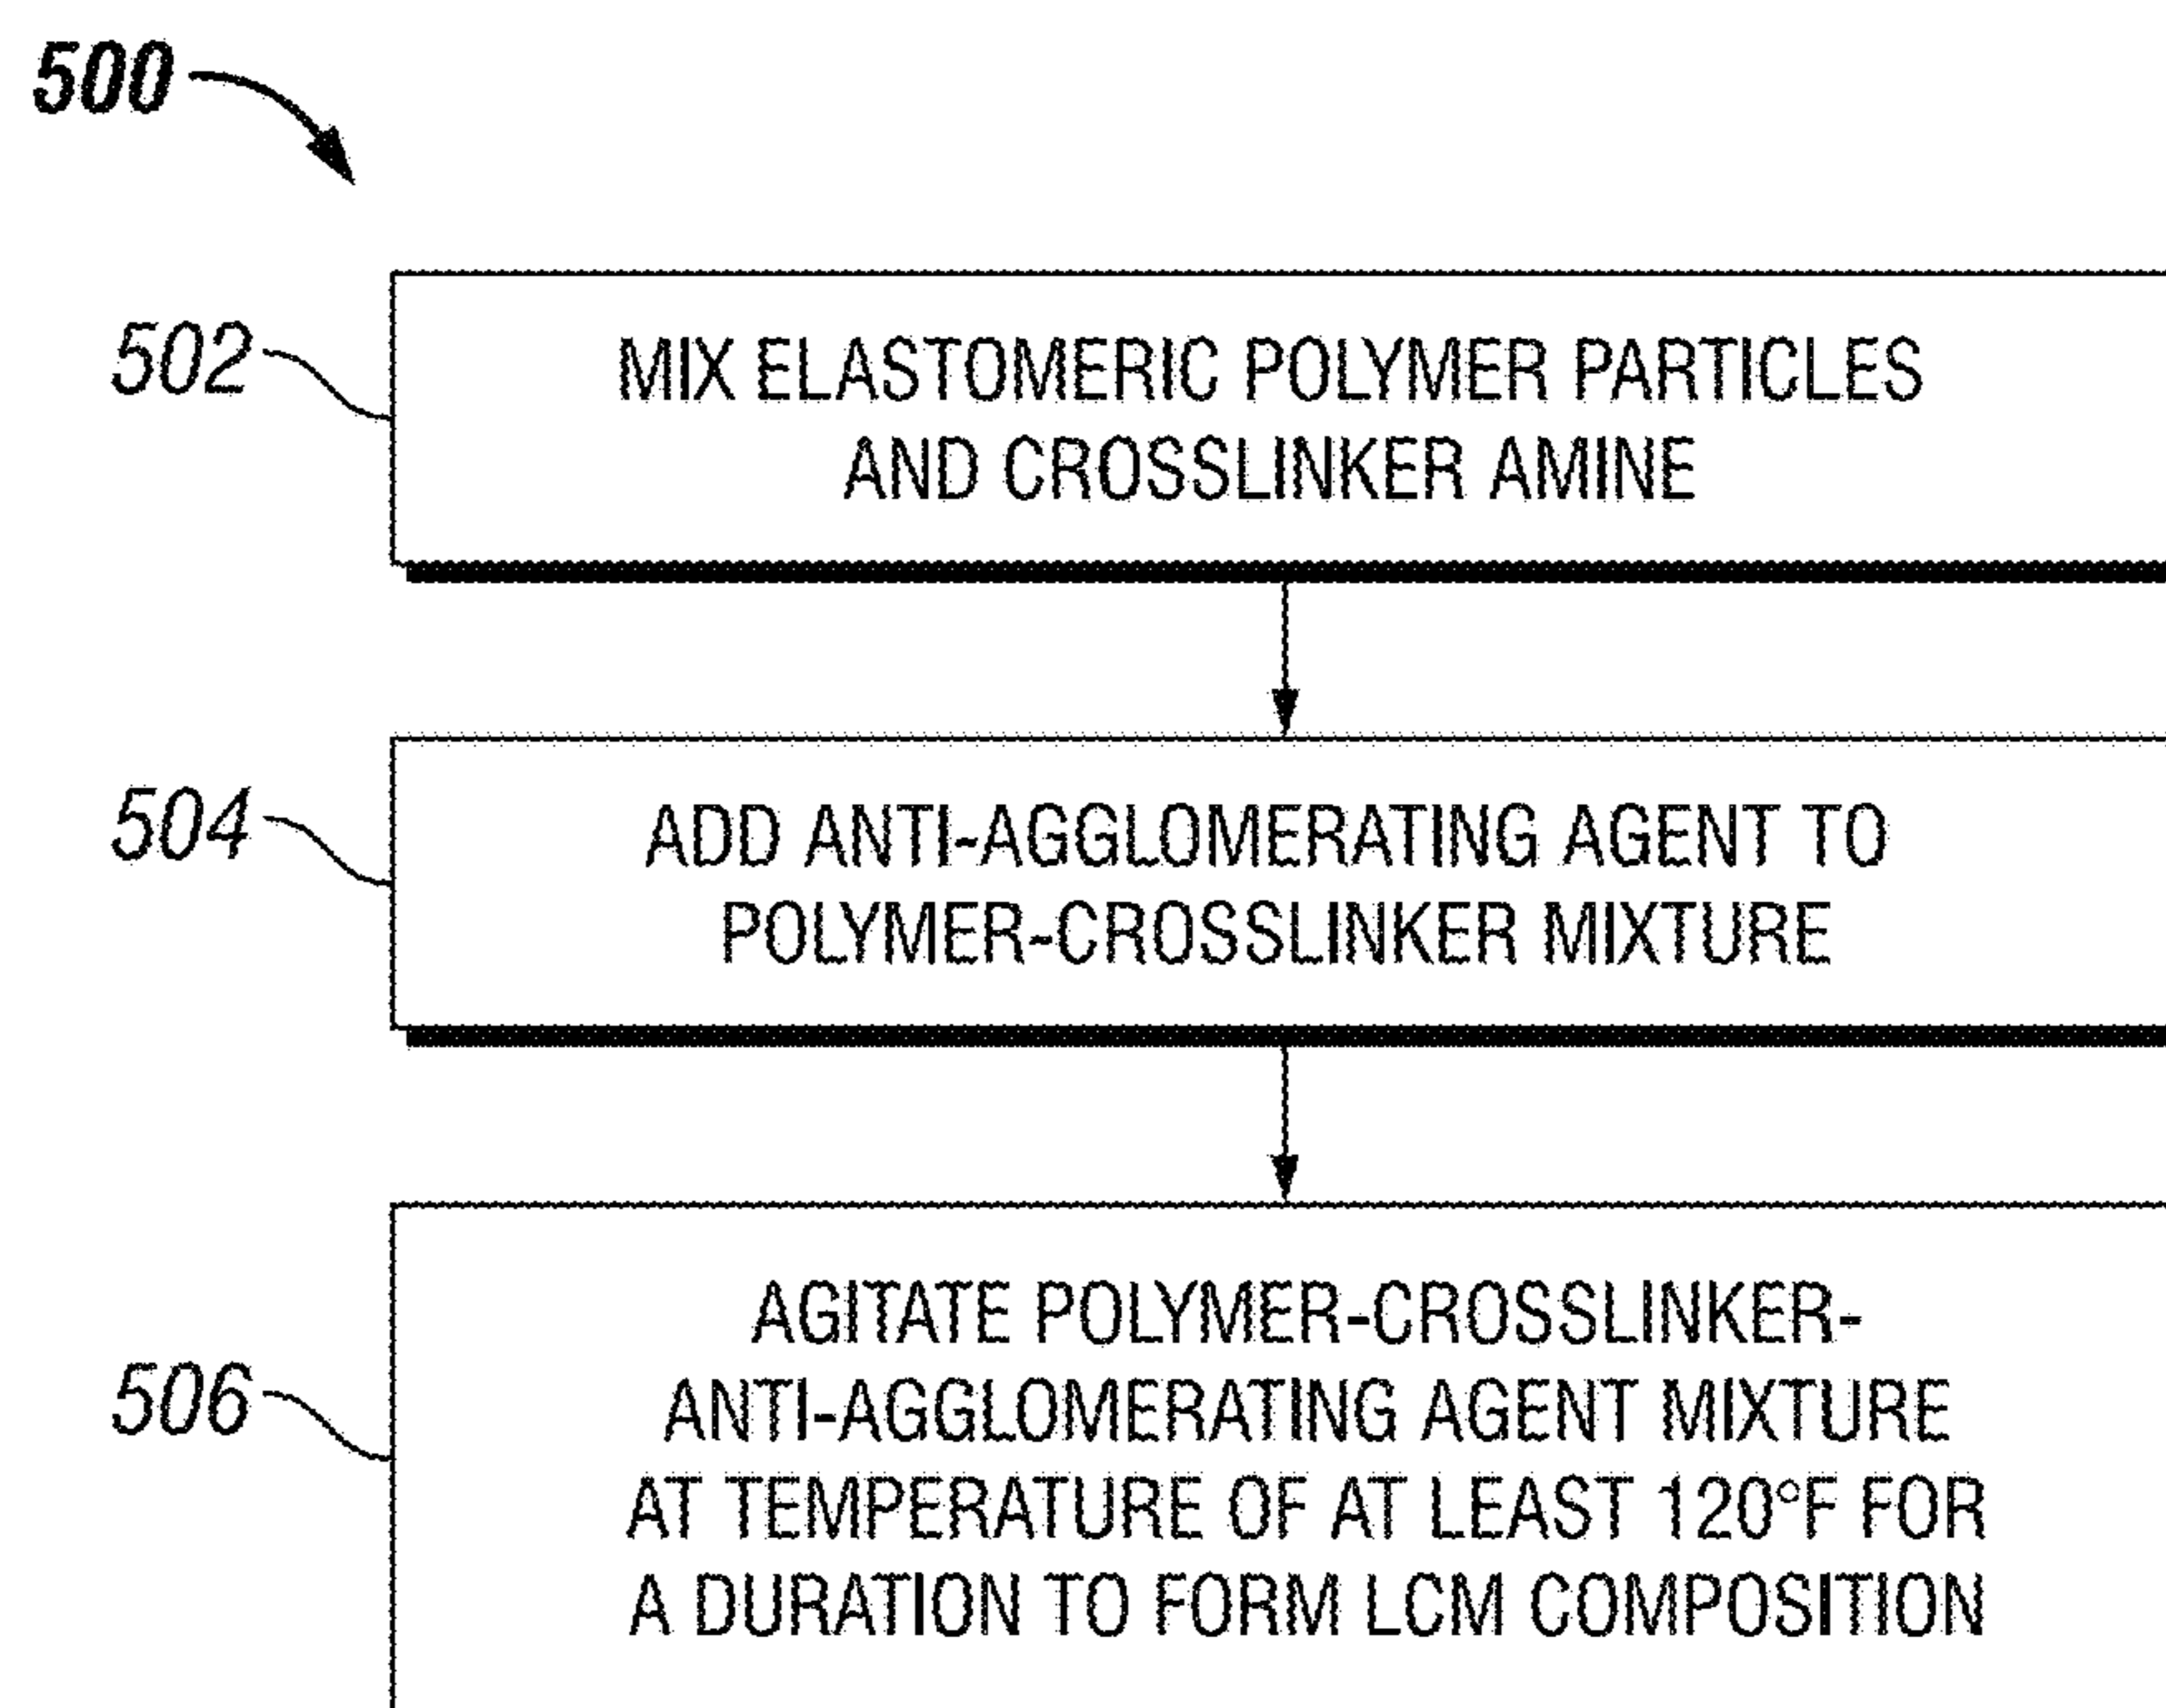 500
502
MIX ELASTOMERIC POLYMER PARTICLES
AND CROSSLINKER AMINE
504
ADD ANTI-AGGLOMERATING AGENT TO
POLYMER-CROSSLINKER MIXTURE
506
AGITATE POLYMER-CROSSLINKER-
ANTI-AGGLOMERATING AGENT MIXTURE
AT TEMPERATURE OF AT LEAST 120°F FOR
A DURATION TO FORM LCM COMPOSITION